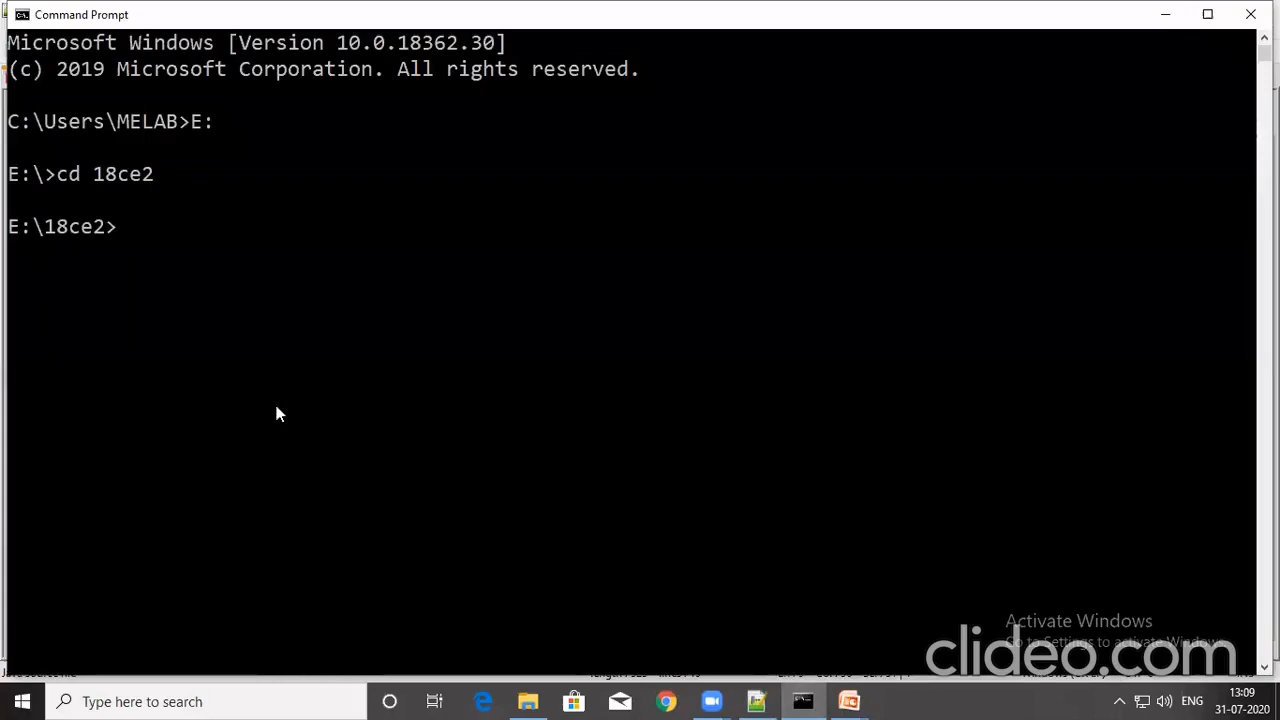 Command Prompt
Microsoft Windows [Version 10.0.18362.30]
(c) 2019 Microsoft Corporation. All rights reserved.
C:\Users\MELAB>E:
E:\>cd 18ce2
E:\18ce2>
Activate Windows
Go to Settings to activate Windows.
clideo.com
Type here to search
ENG
13:09
31-07-2020